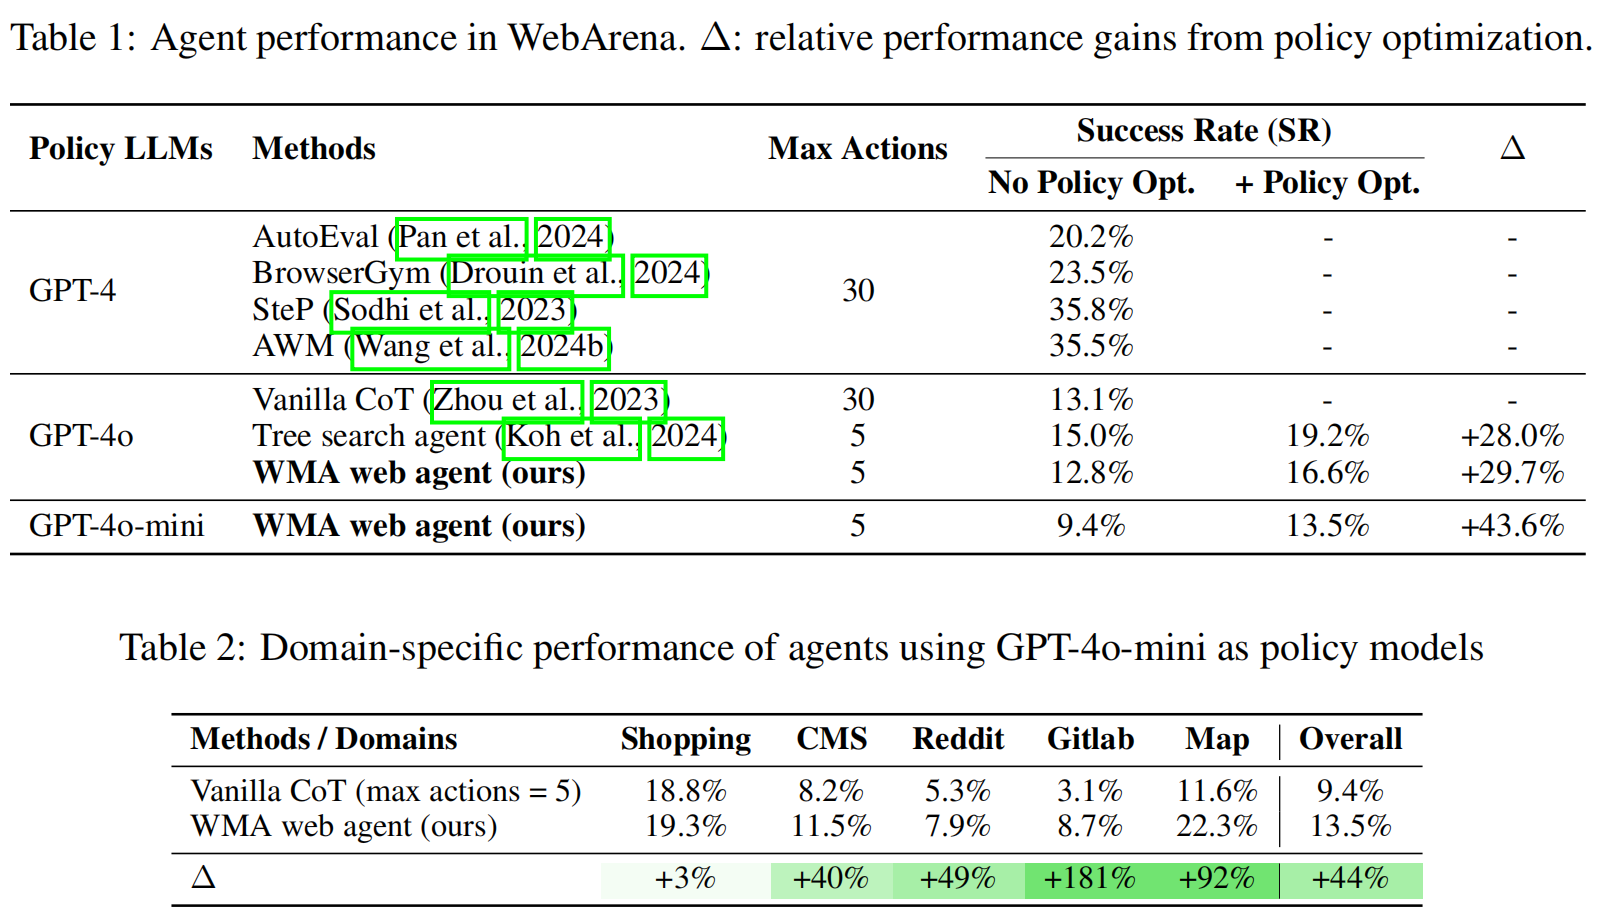 Table 1: Agent performance in WebArena. Δ: relative performance gains from policy optimization.
Policy LLMs Methods Max Actions Success Rate (SR) Δ
No Policy Opt. + Policy Opt.
GPT-4 30
AutoEval (Pan et al., 2024) 20.2% - -
BrowserGym (Drouin et al., 2024) 23.5% - -
SteP (Sodhi et al., 2023) 35.8% - -
AWM (Wang et al., 2024b) 35.5% - -
GPT-4o
Vanilla CoT (Zhou et al., 2023) 30 13.1% - -
Tree search agent (Koh et al., 2024) 5 15.0% 19.2% +28.0%
WMA web agent (ours) 5 12.8% 16.6% +29.7%
GPT-4o-mini WMA web agent (ours) 5 9.4% 13.5% +43.6%
Table 2: Domain-specific performance of agents using GPT-4o-mini as policy models
Methods / Domains Shopping CMS Reddit Gitlab Map Overall
Vanilla CoT (max actions = 5) 18.8% 8.2% 5.3% 3.1% 11.6% 9.4%
WMA web agent (ours) 19.3% 11.5% 7.9% 8.7% 22.3% 13.5%
Δ +3% +40% +49% +181% +92% +44%